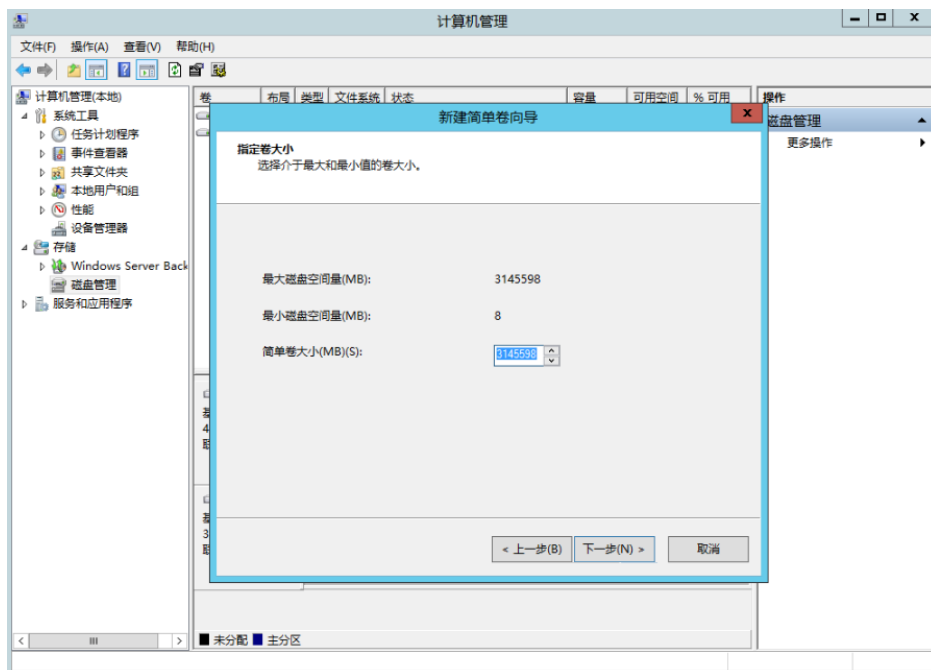 计算机管理
文件(F) 操作(A) 查看(V) 帮助(H)
计算机管理(本地)
系统工具
任务计划程序
事件查看器
共享文件夹
本地用户和组
性能
设备管理器
存储
Windows Server Back
磁盘管理
服务和应用程序
卷 布局 类型 文件系统 状态 容量 可用空间 % 可用
操作
磁盘管理
更多操作
新建简单卷向导
x
指定卷大小
选择介于最大和最小值的卷大小。
最大磁盘空间量(MB): 3145598
最小磁盘空间量(MB): 8
简单卷大小(MB)(S): 3145598
< 上一步(B) 下一步(N) > 取消
4
3
未分配 主分区